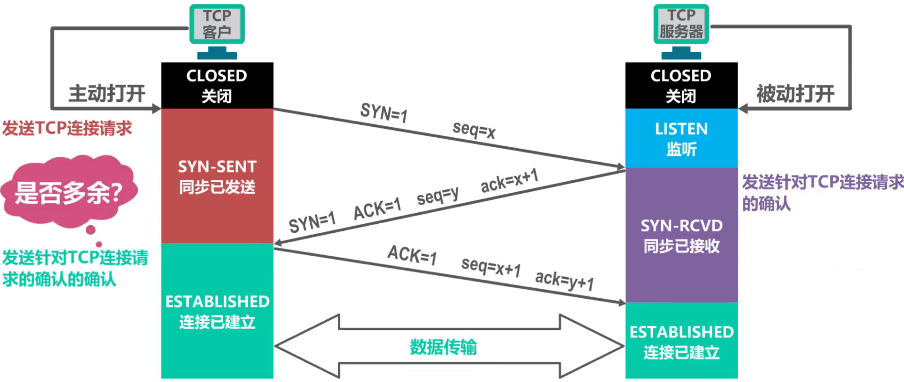 TCP
客户
TCP
服务器
CLOSED
关闭
CLOSED
关闭
主动打开
被动打开
SYN=1 seq=x
发送TCP连接请求
LISTEN
监听
SYN-SENT
同步已发送
是否多余?
SYN=1 ACK=1 seq=y ack=x+1
发送针对TCP连接请求
的确认
SYN-RCVD
同步已接收
发送针对TCP连接请
求的确认的确认
ACK=1 seq=x+1 ack=y+1
ESTABLISHED
连接已建立
数据传输
ESTABLISHED
连接已建立